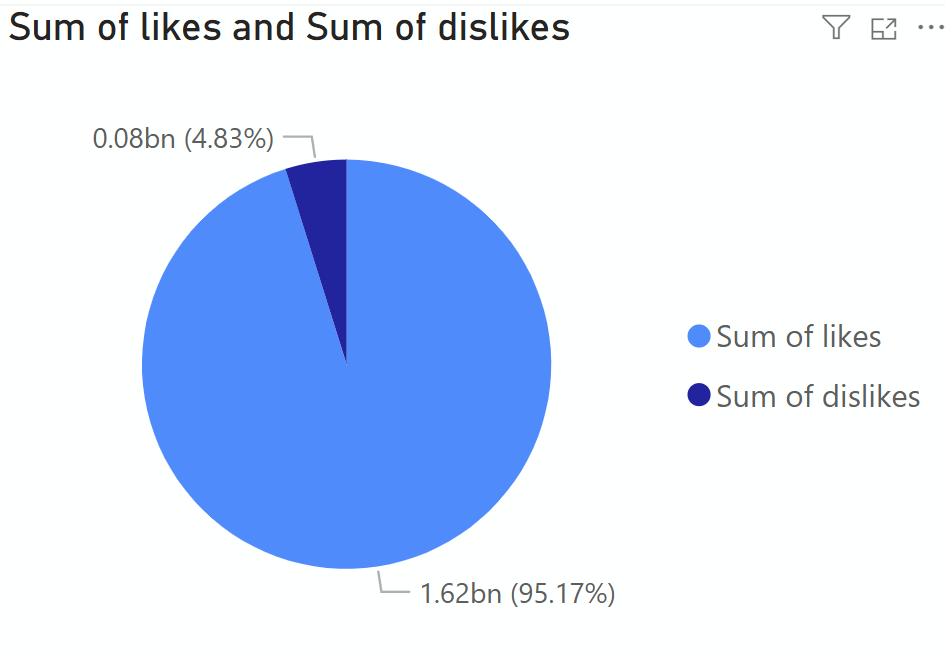 Sum of likes and Sum of dislikes
0.08bn (4.83%)
Sum of likes
Sum of dislikes
1.62bn (95.17%)